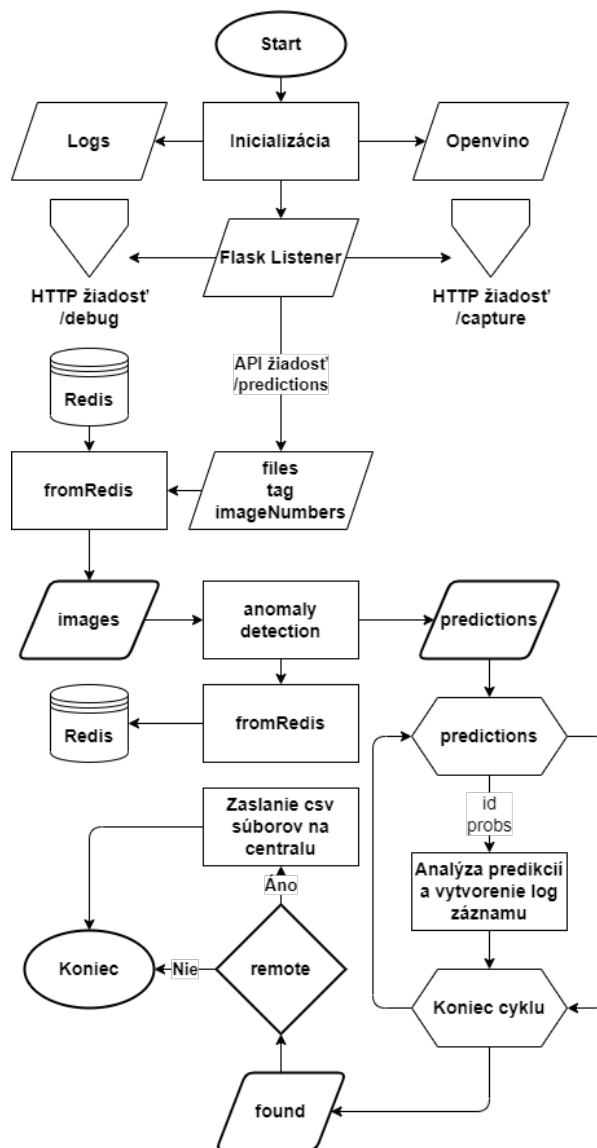 Start
Logs
Inicializácia
Openvino
Flask Listener
HTTP žiadosť
/debug
HTTP žiadosť
/capture
API žiadosť
/predictions
Redis
fromRedis
files
tag
imageNumbers
images
anomaly
detection
predictions
Redis
fromRedis
predictions
id
probs
Zaslanie csv
súborov na
centralu
Analýza predikcií
a vytvorenie log
záznamu
Áno
Koniec
Nie
remote
Koniec cyklu
found